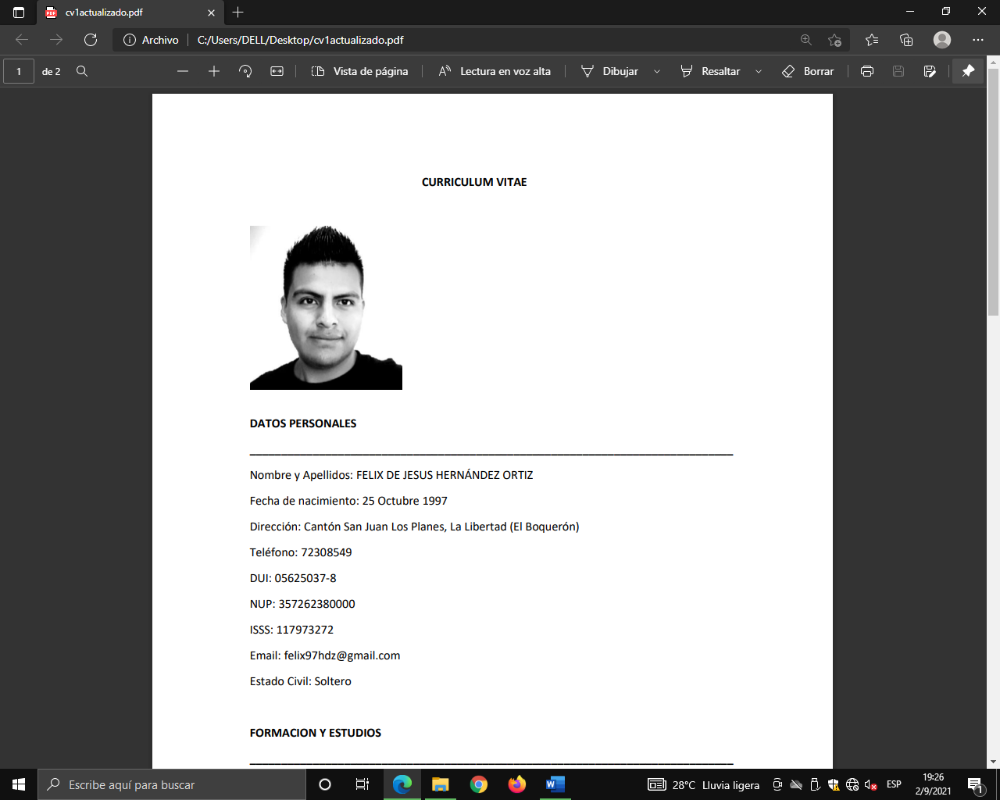 cv1actualizado.pdf
Archivo C:/Users/DELL/Desktop/cv1actualizado.pdf
1 de 2 Vista de página Lectura en voz alta Dibujar Resaltar Borrar
CURRICULUM VITAE
DATOS PERSONALES
Nombre y Apellidos: FELIX DE JESUS HERNÁNDEZ ORTIZ
Fecha de nacimiento: 25 Octubre 1997
Dirección: Cantón San Juan Los Planes, La Libertad (El Boquerón)
Teléfono: 72308549
DUI: 05625037-8
NUP: 357262380000
ISSS: 117973272
Email: felix97hdz@gmail.com
Estado Civil: Soltero
FORMACION Y ESTUDIOS
Escribe aquí para buscar
28°C Lluvia ligera
ESP
19:26
2/9/2021
1